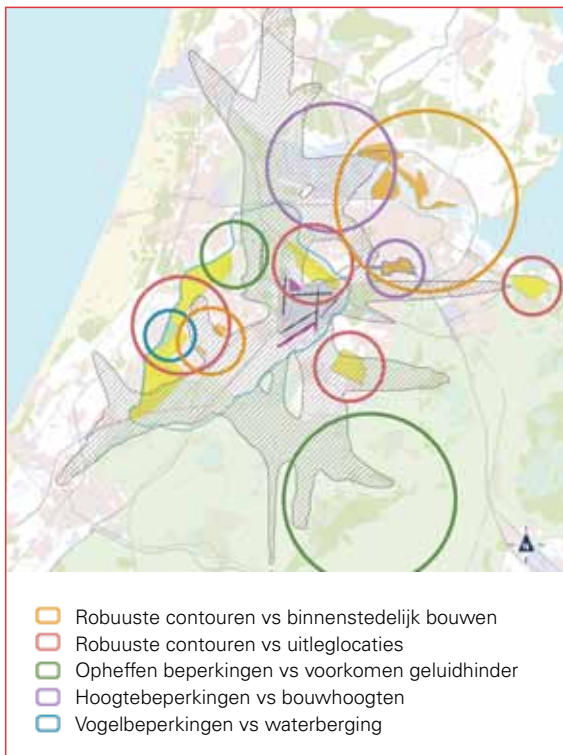 Robuuste contouren vs binnenstedelijk bouwen
Robuuste contouren vs uitleglocaties
Opheffen beperkingen vs voorkomen geluidhinder
Hoogtebeperkingen vs bouwhoogten
Vogelbeperkingen vs waterberging